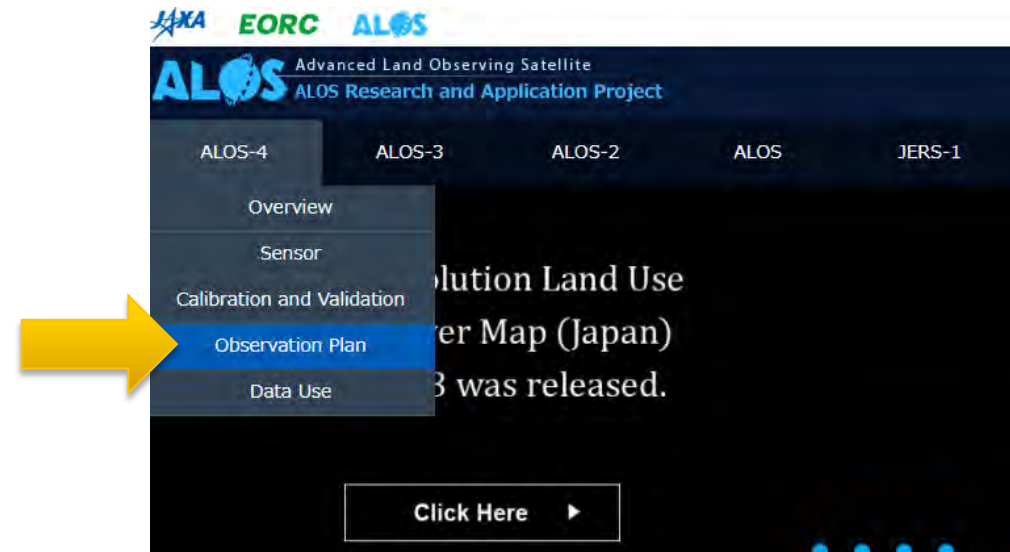 JAXA EORC ALOS
ALOS Advanced Land Observing Satellite
ALOS Research and Application Project
ALOS-4 ALOS-3 ALOS-2 ALOS JERS-1
Overview
Sensor
Calibration and Validation
Observation Plan
Data Use
lution Land Use
er Map (Japan)
was released.
Click Here